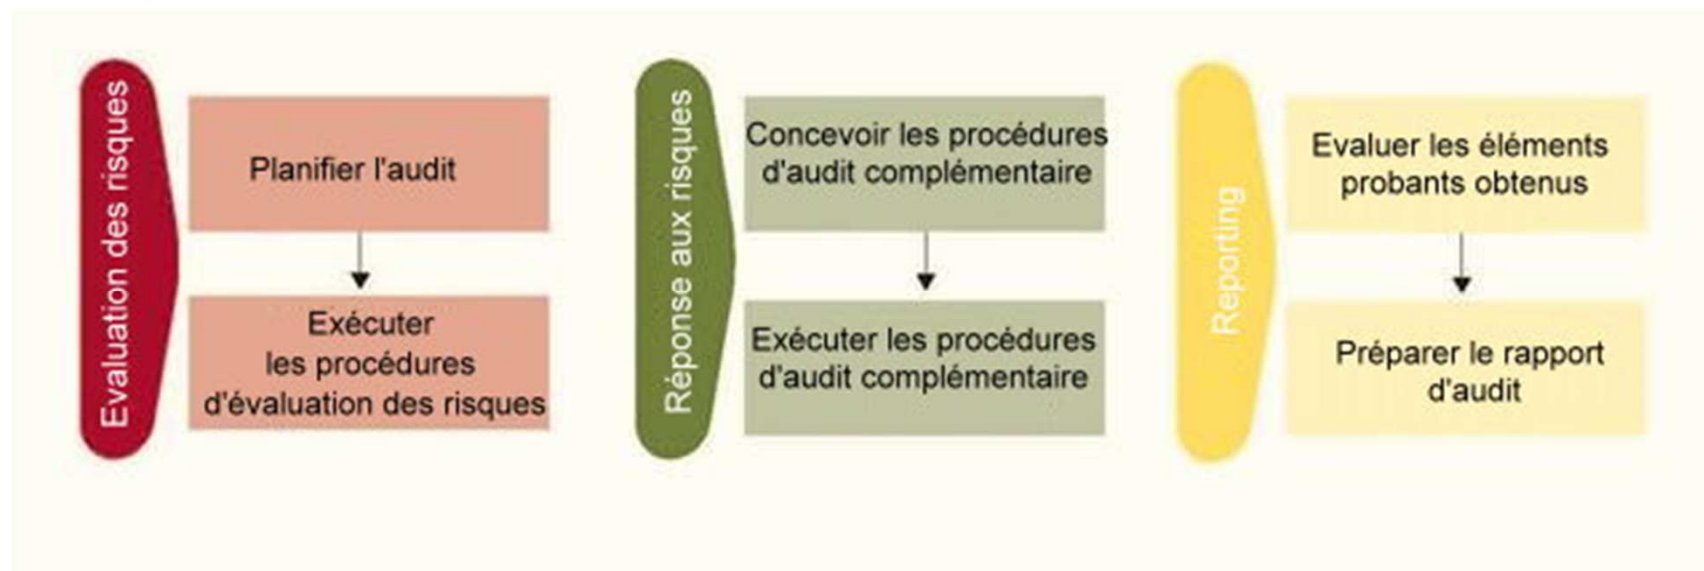 Evaluation des risques
Planifier l'audit
Exécuter
les procédures
d'évaluation des risques
Réponse aux risques
Concevoir les procédures
d'audit complémentaire
Exécuter les procédures
d'audit complémentaire
Reporting
Evaluer les éléments
probants obtenus
Préparer le rapport
d'audit